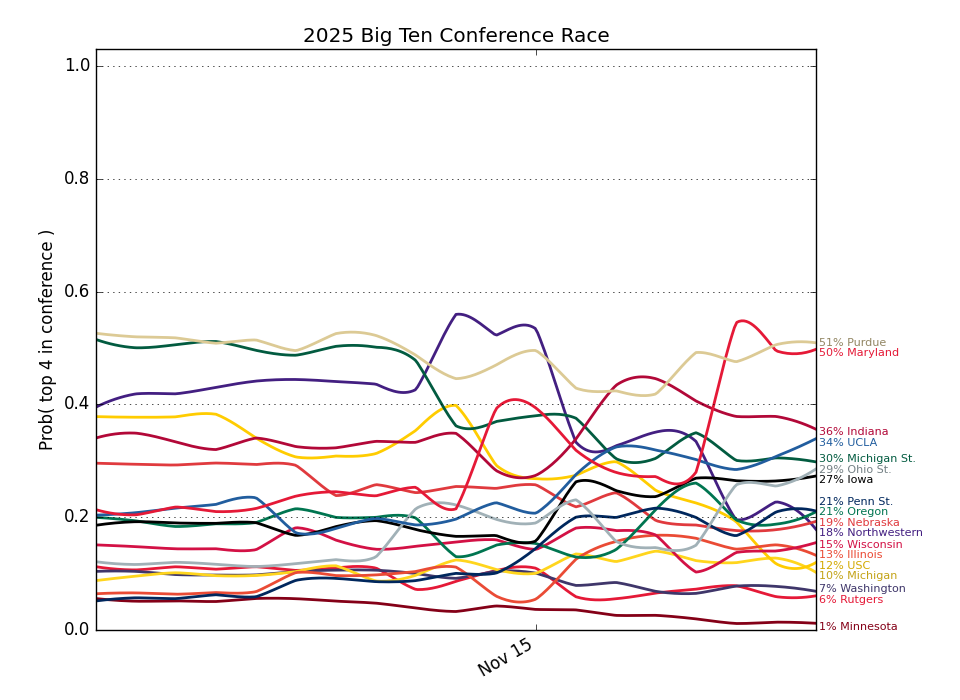 2025 Big Ten Conference Race
1.0
0.8
0.6
0.4
0.2
0.0
Prob( top 4 in conference )
Nov 15
51% Purdue
50% Maryland
36% Indiana
34% UCLA
30% Michigan St.
29% Ohio St.
27% Iowa
21% Penn St.
21% Oregon
19% Nebraska
18% Northwestern
15% Wisconsin
13% Illinois
12% USC
10% Michigan
7% Washington
6% Rutgers
1% Minnesota